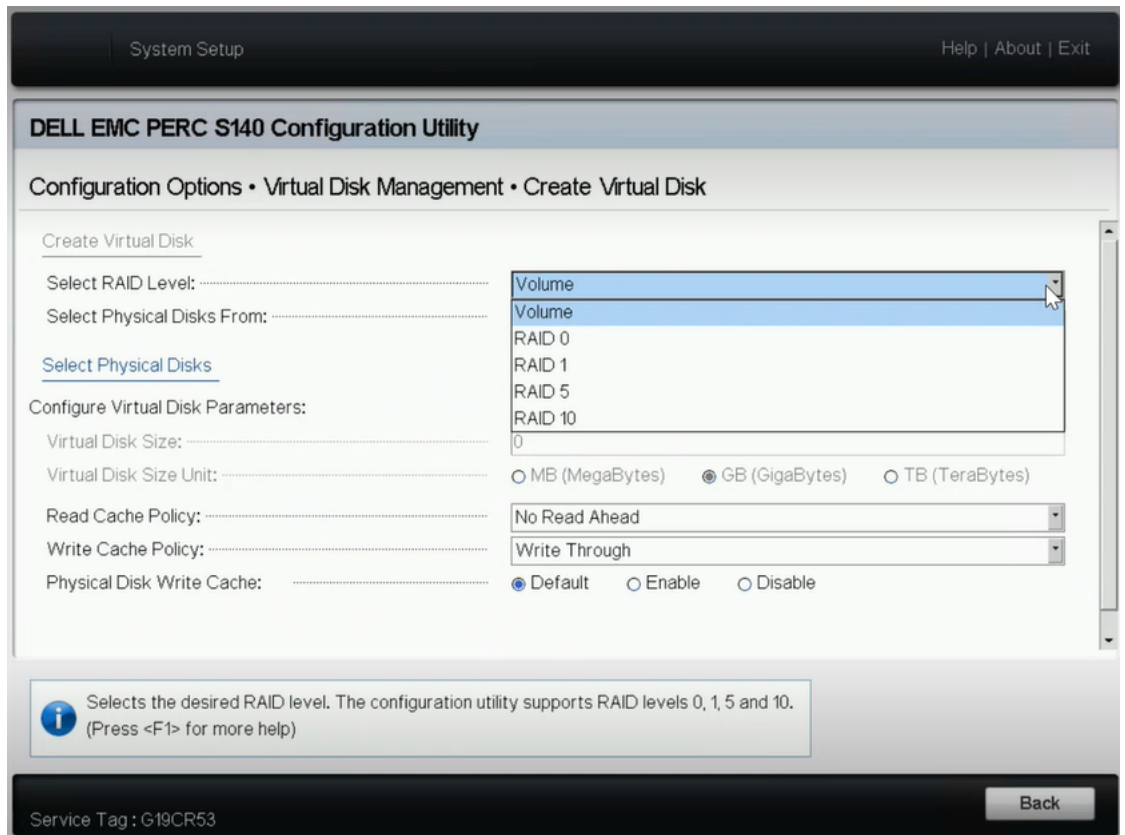 System Setup
Help | About | Exit
DELL EMC PERC S140 Configuration Utility
Configuration Options • Virtual Disk Management • Create Virtual Disk
Create Virtual Disk
Select RAID Level:
Volume
Select Physical Disks From:
Volume
RAID 0
RAID 1
RAID 5
RAID 10
Select Physical Disks
Configure Virtual Disk Parameters:
Virtual Disk Size:
0
Virtual Disk Size Unit:
MB (MegaBytes) GB (GigaBytes) TB (TeraBytes)
Read Cache Policy:
No Read Ahead
Write Cache Policy:
Write Through
Physical Disk Write Cache:
Default Enable Disable
Selects the desired RAID level. The configuration utility supports RAID levels 0, 1, 5 and 10.
(Press <F1> for more help)
Service Tag : G19CR53
Back